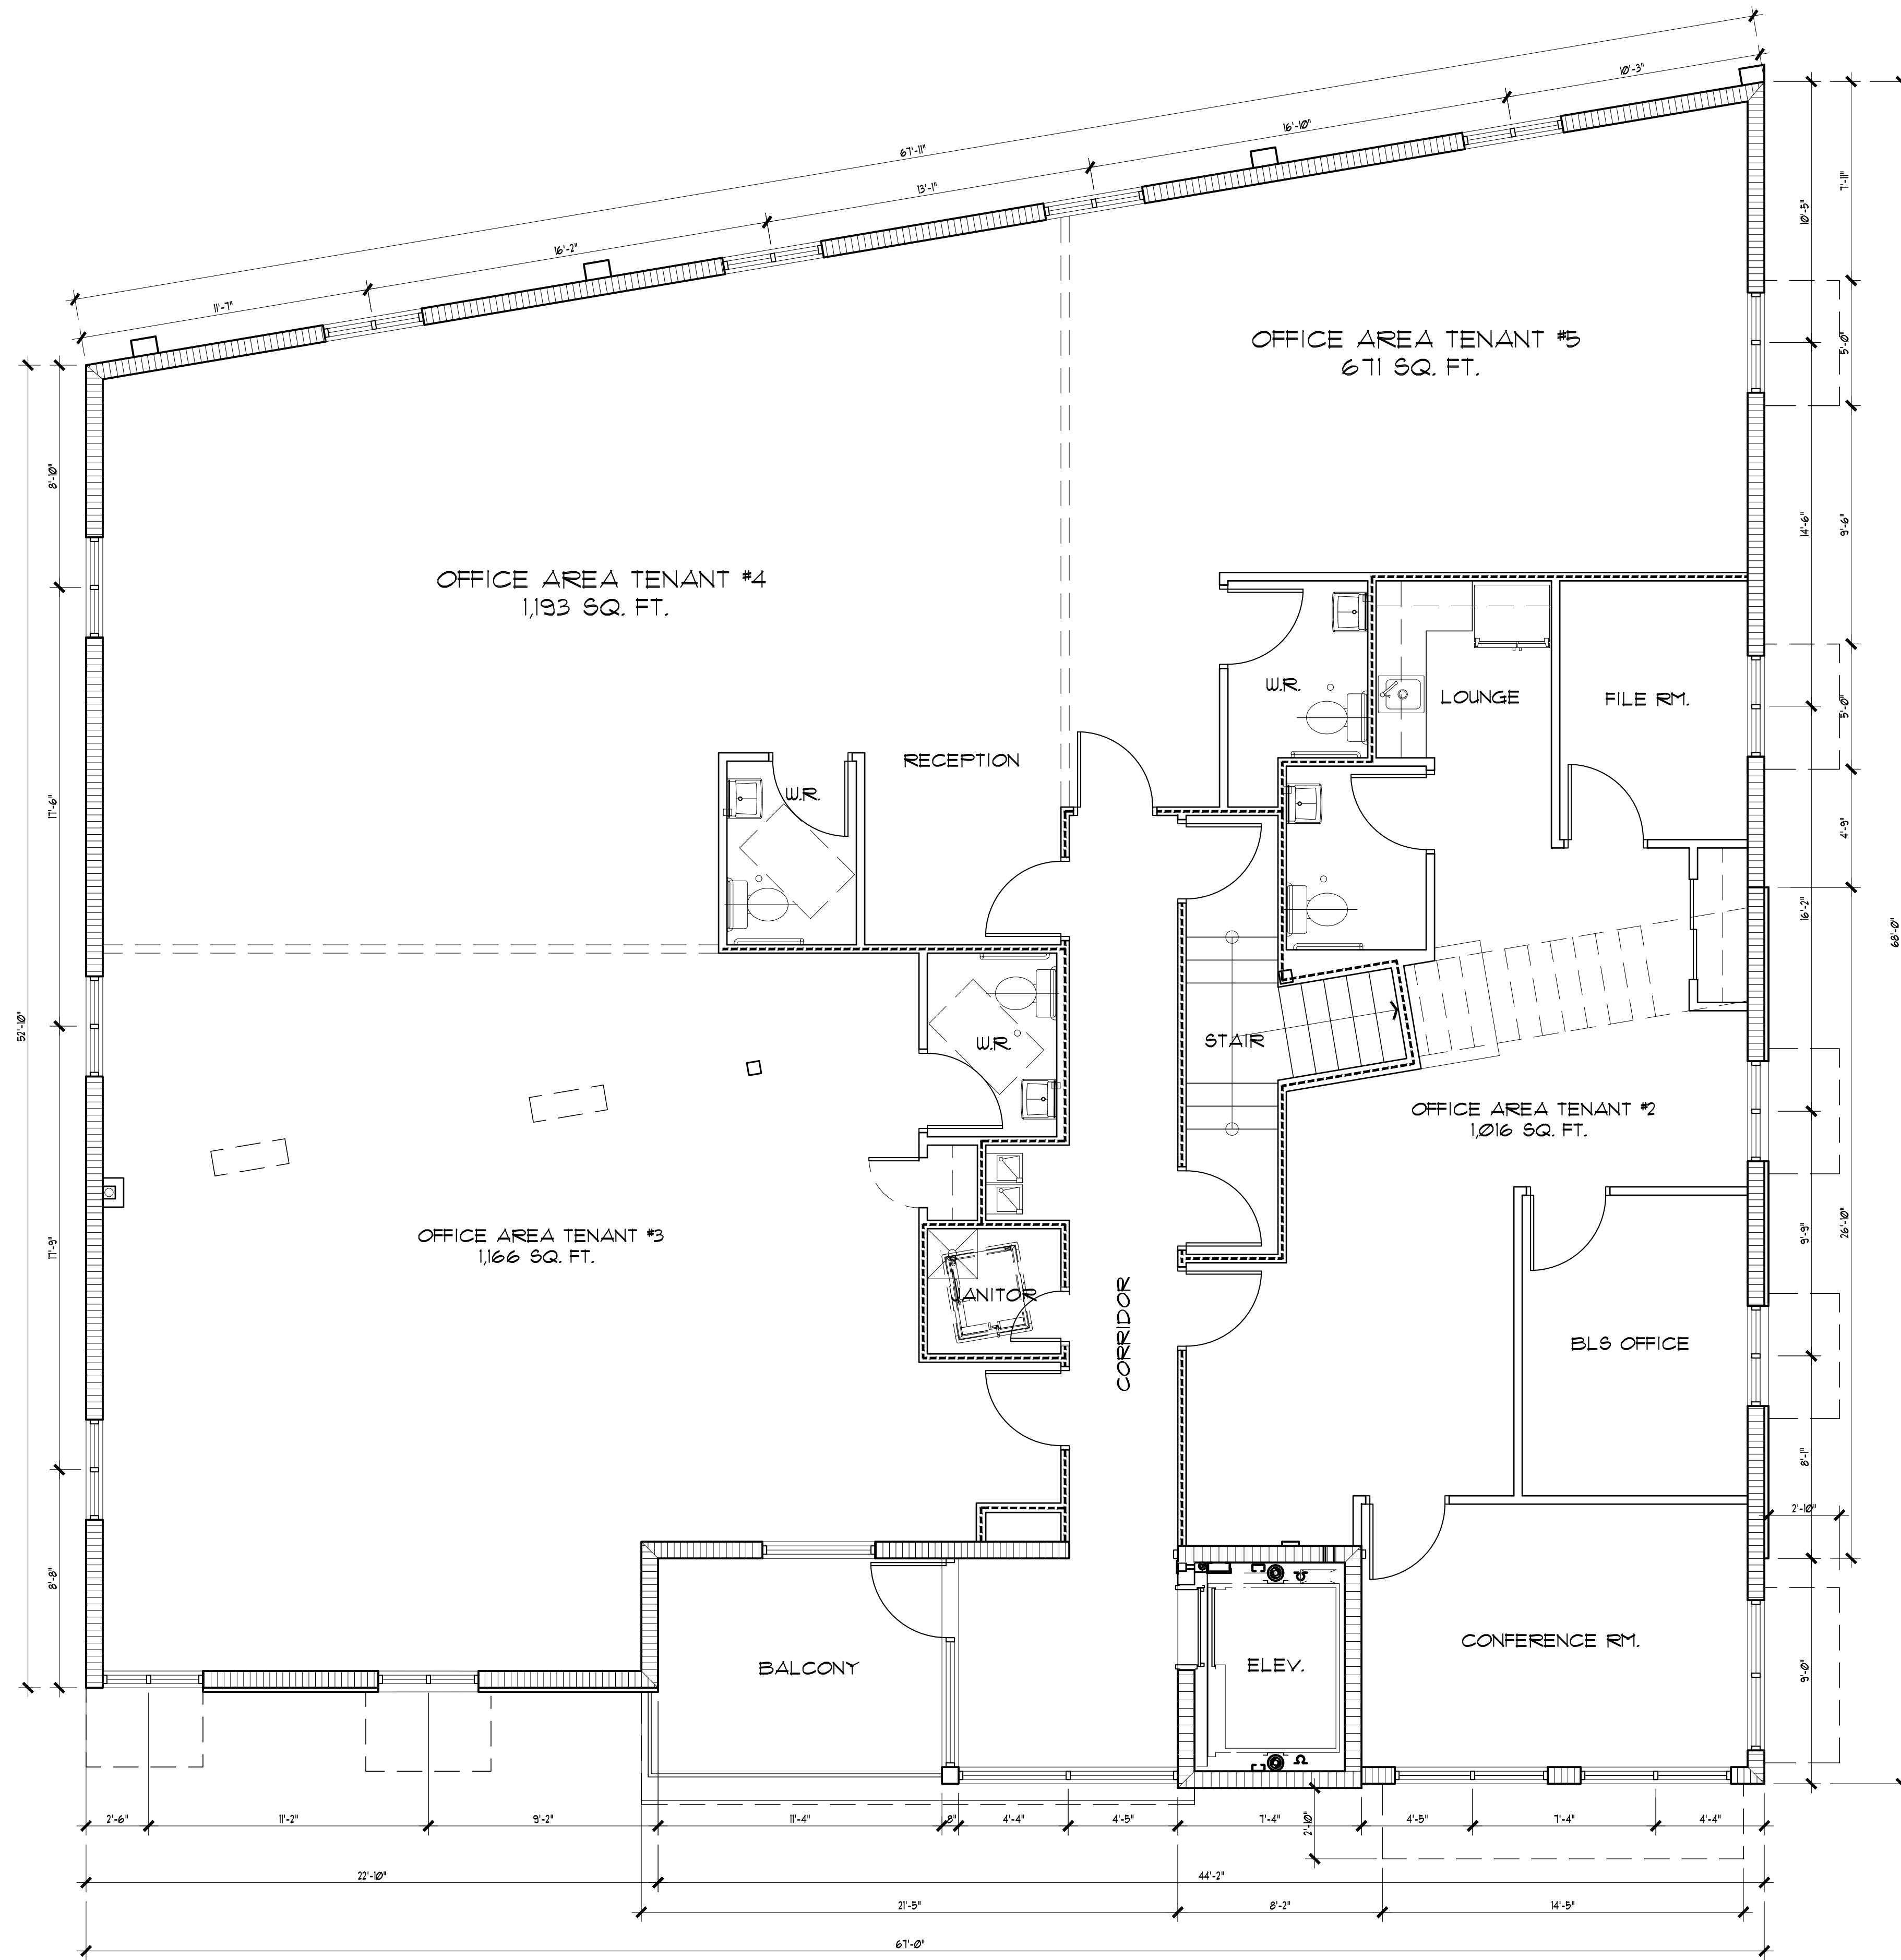 10'-3"
16'-10"
67'-11"
13'-1"
16'-2"
11'-7"
7'-11"
10'-5"
OFFICE AREA TENANT #5
671 SQ. FT.
5'-0"
8'-10"
14'-6"
9'-6"
OFFICE AREA TENANT #4
1,193 SQ. FT.
W.R.
LOUNGE
FILE RM.
5'-0"
RECEPTION
W.R.
17'-6"
4'-9"
16'-2"
68'-0"
52'-10"
W.R.
STAIR
OFFICE AREA TENANT #2
1,016 SQ. FT.
OFFICE AREA TENANT #3
1,166 SQ. FT.
17'-9"
9'-9"
26'-10"
JANITOR
CORRIDOR
BLS OFFICE
8'-1"
2'-10"
8'-8"
BALCONY
ELEV.
CONFERENCE RM.
9'-0"
2'-6"
11'-2"
9'-2"
11'-4"
8"
4'-4"
4'-5"
7'-4"
2'-10"
4'-5"
7'-4"
4'-4"
22'-10"
44'-2"
21'-5"
8'-2"
14'-5"
67'-0"